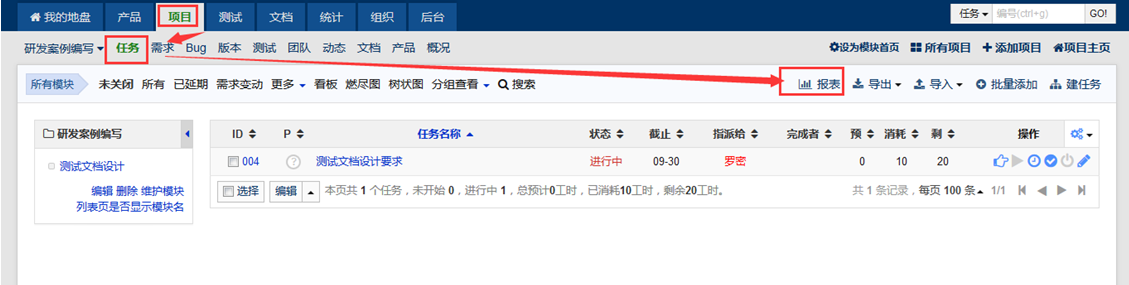 我的地盘 产品 项目 测试 文档 统计 组织 后台 任务 编号(ctrl+g) GO!
研发案例编写 任务 需求 Bug 版本 测试 团队 动态 文档 产品 概况 设为模块首页 所有项目 添加项目 项目主页
所有模块 未关闭 所有 已延期 需求变动 更多 看板 燃尽图 树状图 分组查看 搜索 报表 导出 导入 批量添加 建任务
研发案例编写
测试文档设计
编辑 删除 维护模块
列表页是否显示模块名
ID P 任务名称 状态 截止 指派给 完成者 预 消耗 剩 操作
004 ? 测试文档设计要求 进行中 09-30 罗密 0 10 20
选择 编辑 本页共 1 个任务，未开始 0，进行中 1，总预计0工时，已消耗10工时，剩余20工时。 共 1 条记录，每页 100 条 1/1